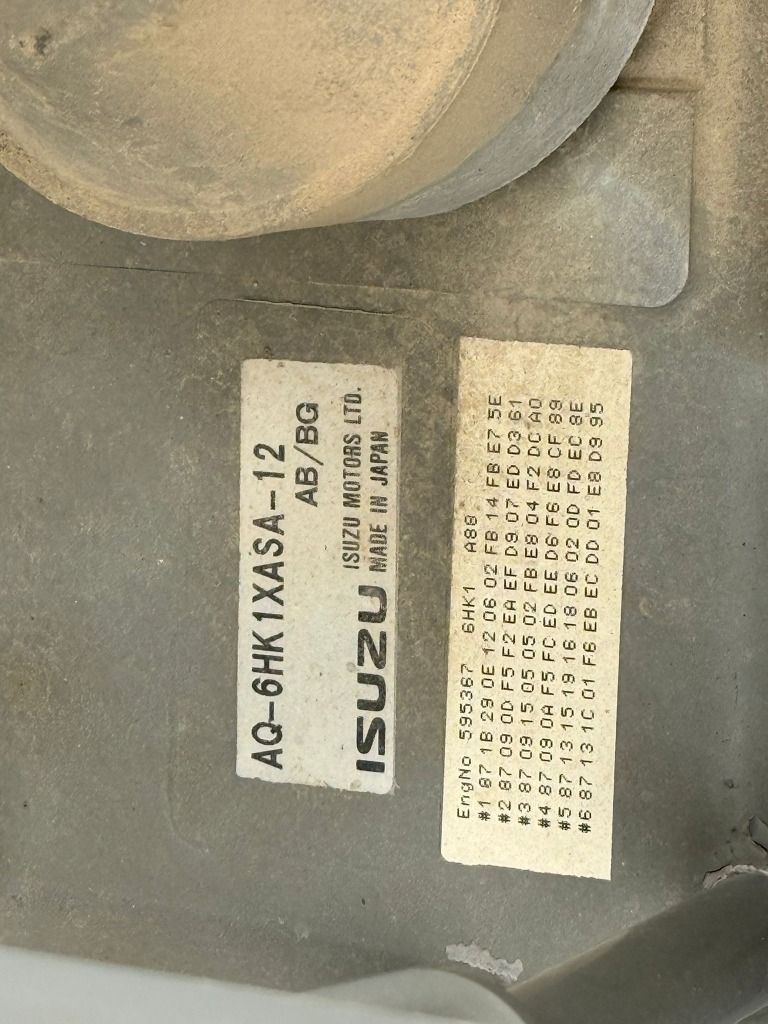 AQ-6HK1XASA-12
AB/BG
ISUZU
ISUZU MOTORS LTD.
MADE IN JAPAN
EngNo 595367 6HK1 A88
#1 87 1B 29 0E 12 06 02 FB 14 FB E7 5E
#2 87 09 0D F5 F2 EA EF D9 07 ED D3 61
#3 87 09 15 05 05 02 FB E8 04 F2 DC A0
#4 87 09 0A F5 FC ED EE D6 F6 E8 CF 89
#5 87 13 15 19 16 18 06 02 0D FD EC 8E
#6 87 13 1C 01 F6 EB EC DD 01 E8 D9 95